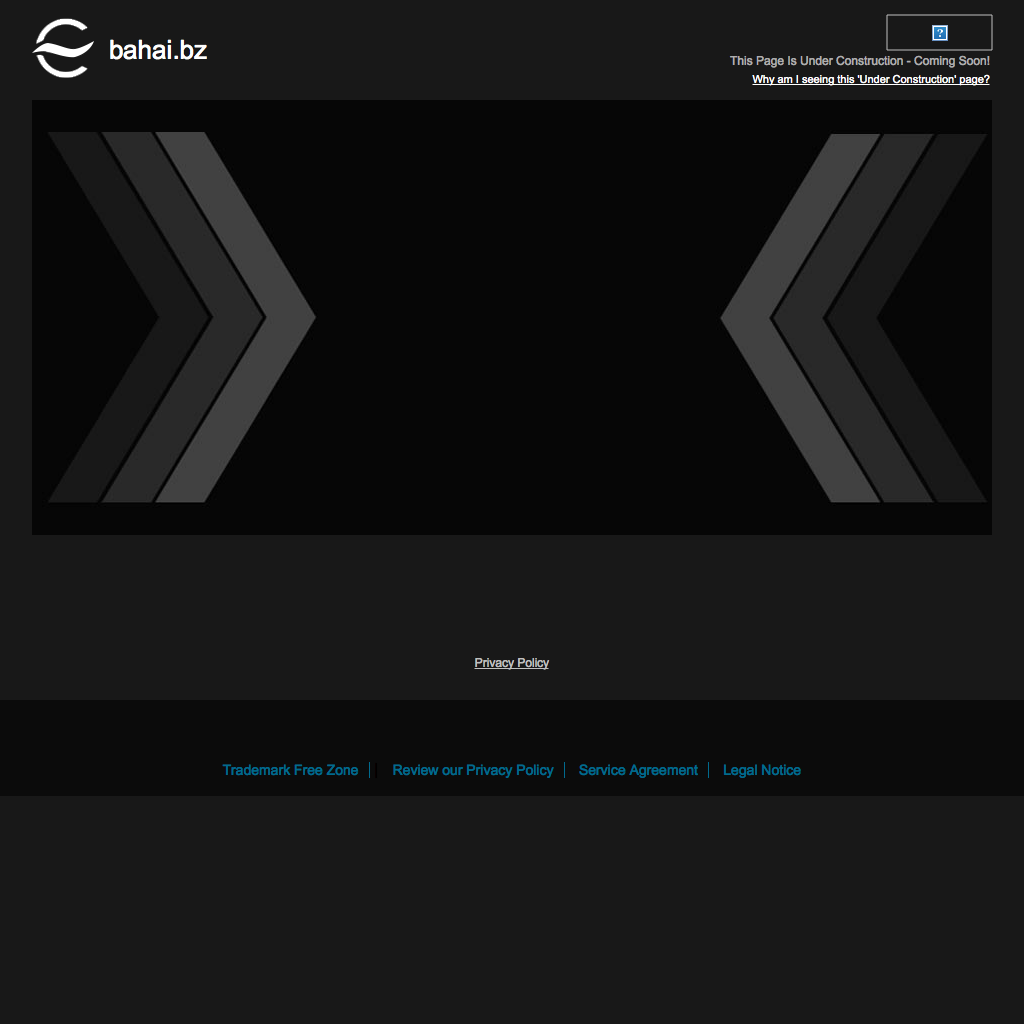 bahai.bz
This Page Is Under Construction - Coming Soon!
Why am I seeing this 'Under Construction' page?
Privacy Policy
Trademark Free Zone | | Review our Privacy Policy | Service Agreement | Legal Notice